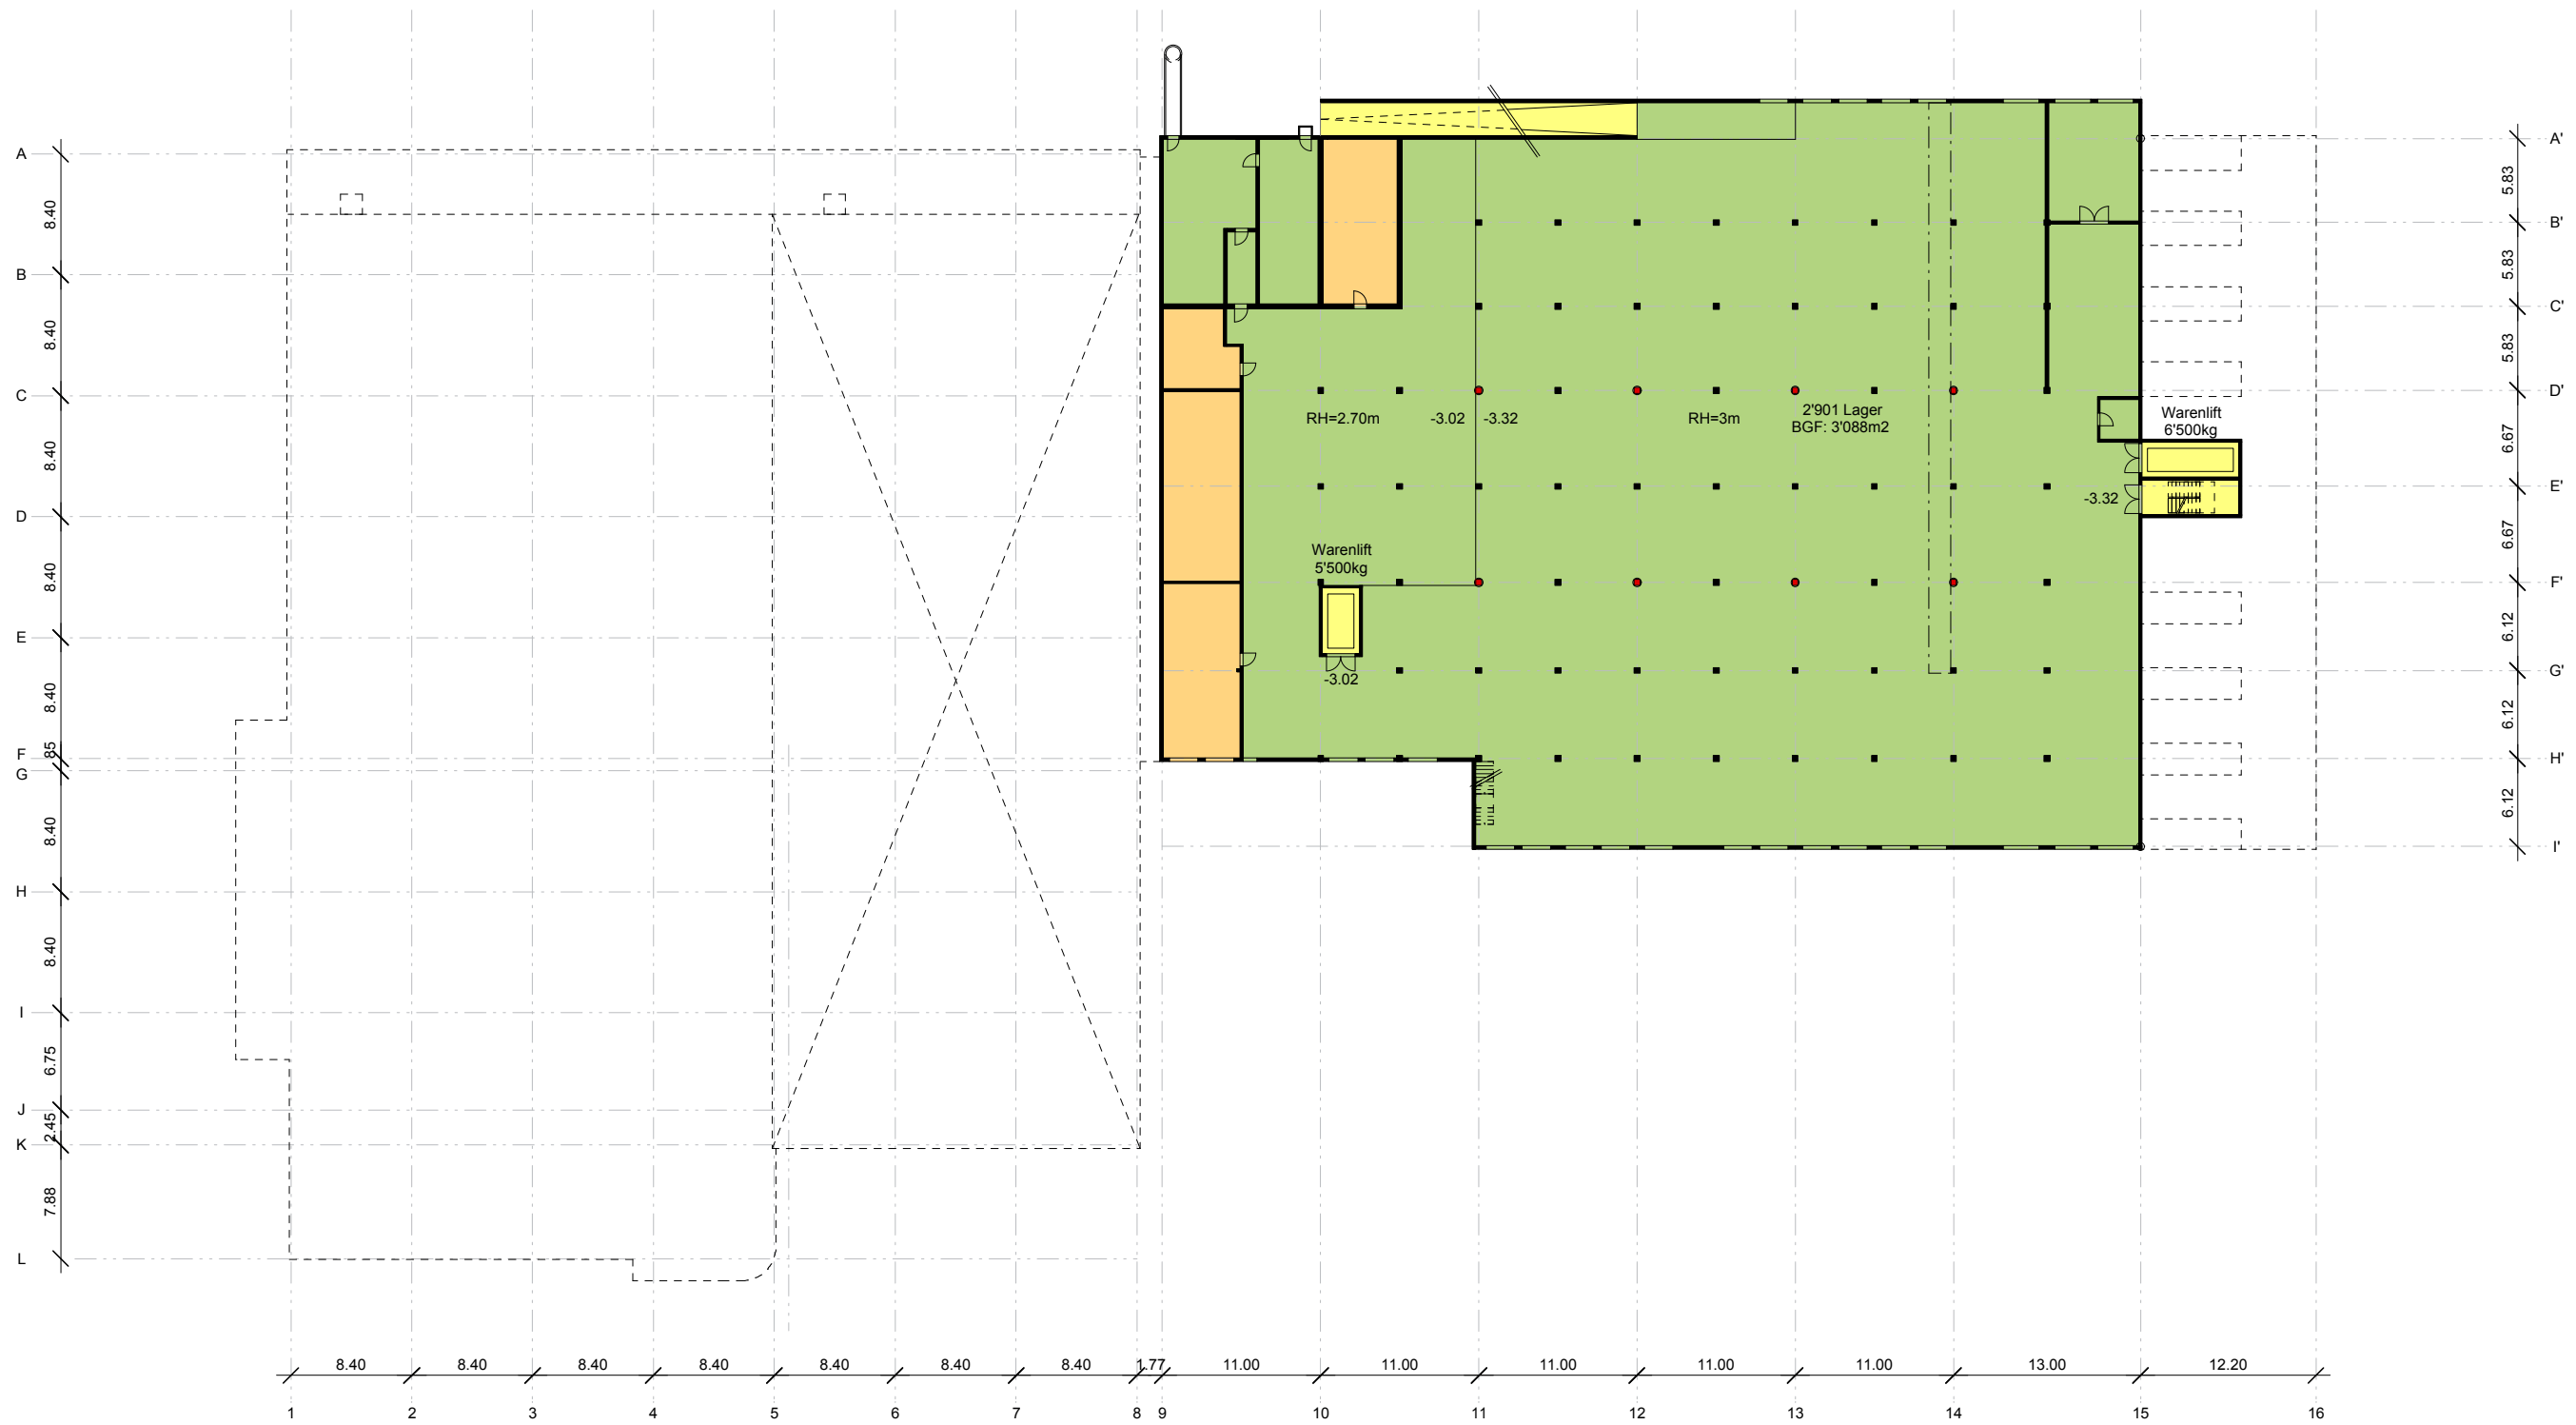 A
B
C
D
E
F
G
H
I
J
K
L
8.40
8.40
8.40
8.40
8.40
.85
8.40
8.40
6.75
2.45
7.88
RH=2.70m
-3.02
-3.32
RH=3m
2'901 Lager
BGF: 3'088m2
Warenlift
6'500kg
-3.32
Warenlift
5'500kg
-3.02
A'
B'
C'
D'
E'
F'
G'
H'
I'
5.83
5.83
5.83
6.67
6.67
6.12
6.12
6.12
8.40 8.40 8.40 8.40 8.40 8.40 8.40 1.77 11.00 11.00 11.00 11.00 11.00 13.00 12.20
1 2 3 4 5 6 7 8 9 10 11 12 13 14 15 16